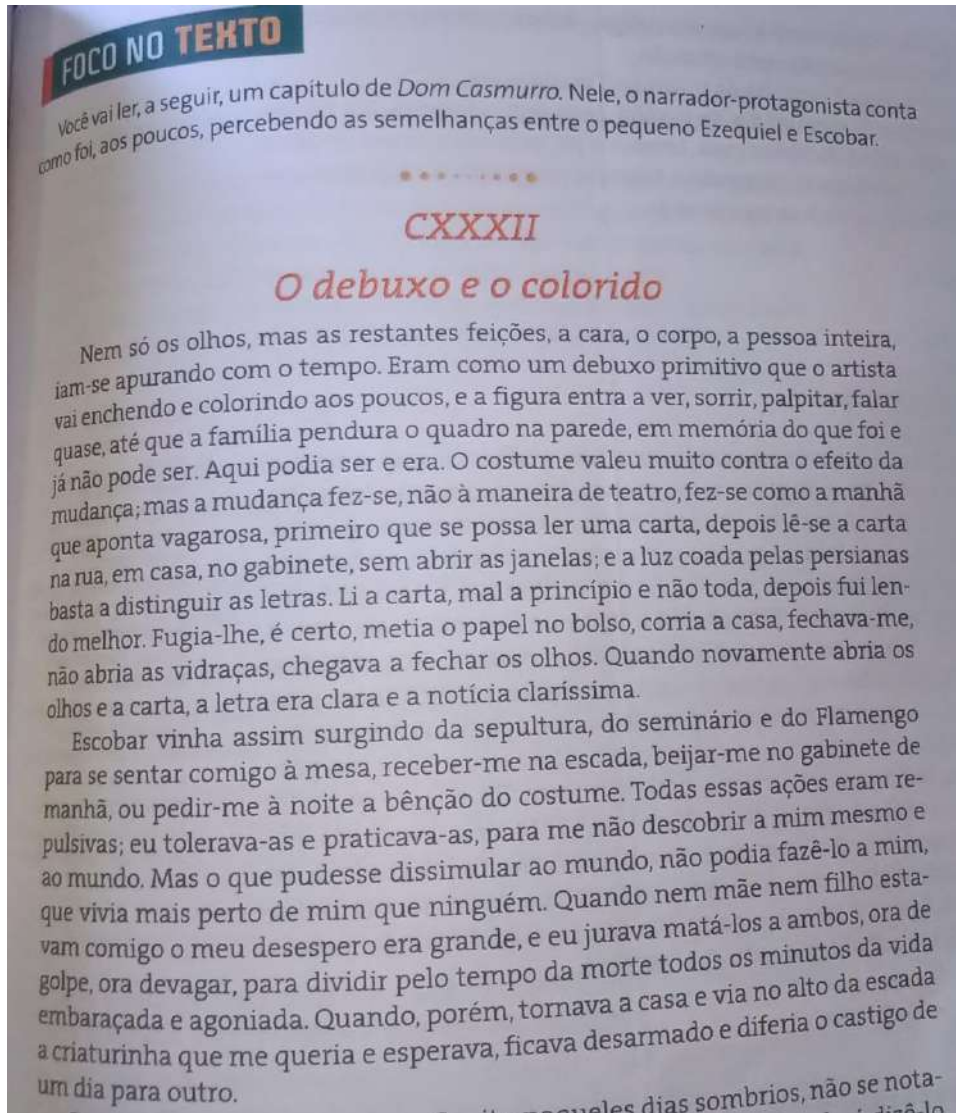 FOCO NO TEXTO
Você vai ler, a seguir, um capítulo de Dom Casmurro. Nele, o narrador-protagonista conta
como foi, aos poucos, percebendo as semelhanças entre o pequeno Ezequiel e Escobar.
CXXXII
O debuxo e o colorido
Nem só os olhos, mas as restantes feições, a cara, o corpo, a pessoa inteira,
iam-se apurando com o tempo. Eram como um debuxo primitivo que o artista
vai enchendo e colorindo aos poucos, e a figura entra a ver, sorrir, palpitar, falar
quase, até que a família pendura o quadro na parede, em memória do que foi e
já não pode ser. Aqui podia ser e era. O costume valeu muito contra o efeito da
mudança; mas a mudança fez-se, não à maneira de teatro, fez-se como a manhã
que aponta vagarosa, primeiro que se possa ler uma carta, depois lê-se a carta
na rua, em casa, no gabinete, sem abrir as janelas; e a luz coada pelas persianas
basta a distinguir as letras. Li a carta, mal a princípio e não toda, depois fui len-
do melhor. Fugia-lhe, é certo, metia o papel no bolso, corria a casa, fechava-me,
não abria as vidraças, chegava a fechar os olhos. Quando novamente abria os
olhos e a carta, a letra era clara e a notícia claríssima.
Escobar vinha assim surgindo da sepultura, do seminário e do Flamengo
para se sentar comigo à mesa, receber-me na escada, beijar-me no gabinete de
manhã, ou pedir-me à noite a bênção do costume. Todas essas ações eram re-
pulsivas; eu tolerava-as e praticava-as, para me não descobrir a mim mesmo e
ao mundo. Mas o que pudesse dissimular ao mundo, não podia fazê-lo a mim,
que vivia mais perto de mim que ninguém. Quando nem mãe nem filho esta-
vam comigo o meu desespero era grande, e eu jurava matá-los a ambos, ora de
golpe, ora devagar, para dividir pelo tempo da morte todos os minutos da vida
embaraçada e agoniada. Quando, porém, tornava a casa e via no alto da escada
a criaturinha que me queria e esperava, ficava desarmado e diferia o castigo de
um dia para outro.
dias sombrios, não se nota-